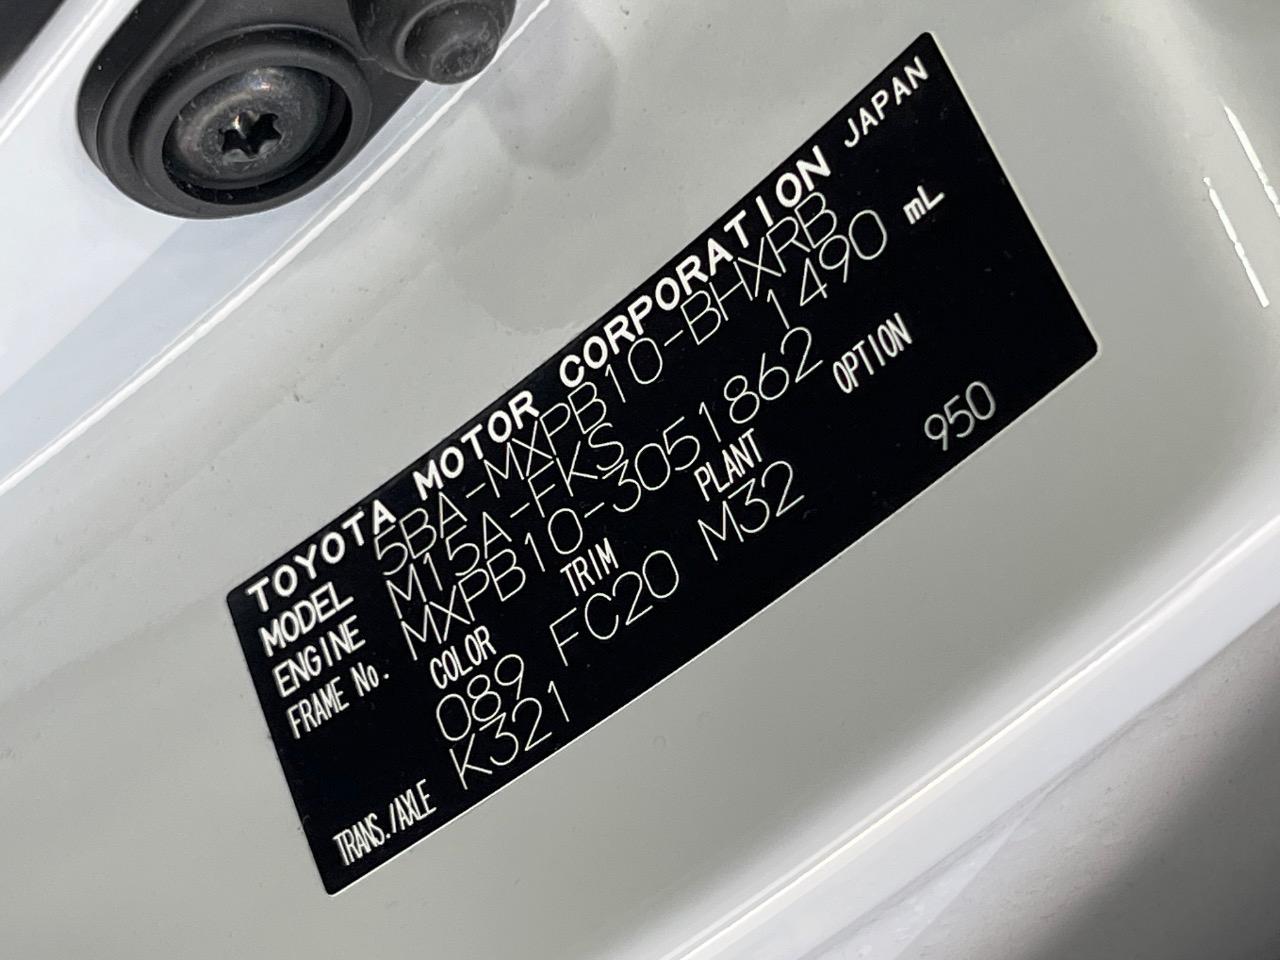 TOYOTA MOTOR CORPORATION JAPAN
MODEL 5BA-MXPB10-BHXRB
ENGINE M15A-FKS 1490 mL
FRAME No. MXPB10-3051862
COLOR TRIM PLANT OPTION
089 FC20 M32 950
TRANS./AXLE K321